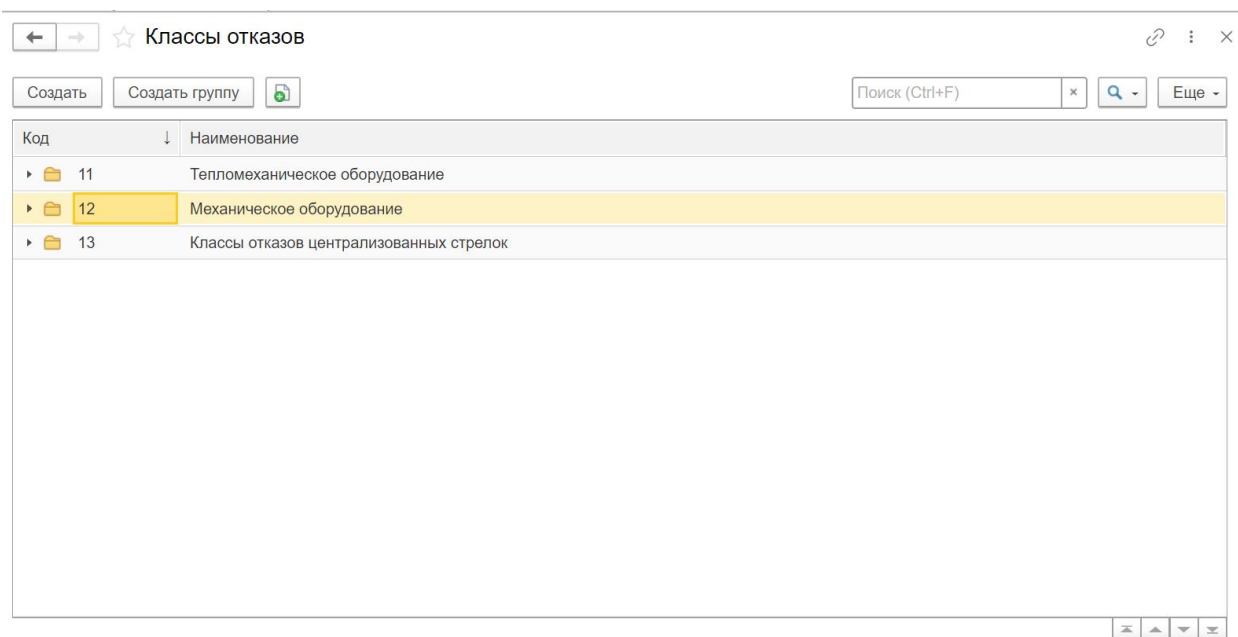 Классы отказов
Создать Создать группу Поиск (Ctrl+F) × Еще
Код ↓ Наименование
11 Тепломеханическое оборудование
12 Механическое оборудование
13 Классы отказов централизованных стрелок